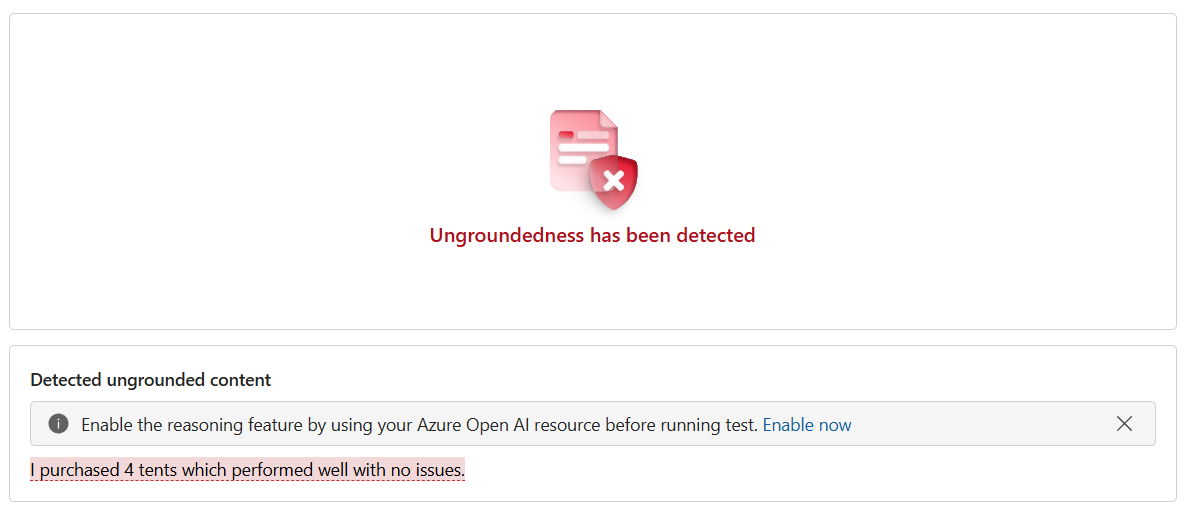 Ungroundedness has been detected
Detected ungrounded content
Enable the reasoning feature by using your Azure Open AI resource before running test. Enable now
I purchased 4 tents which performed well with no issues.